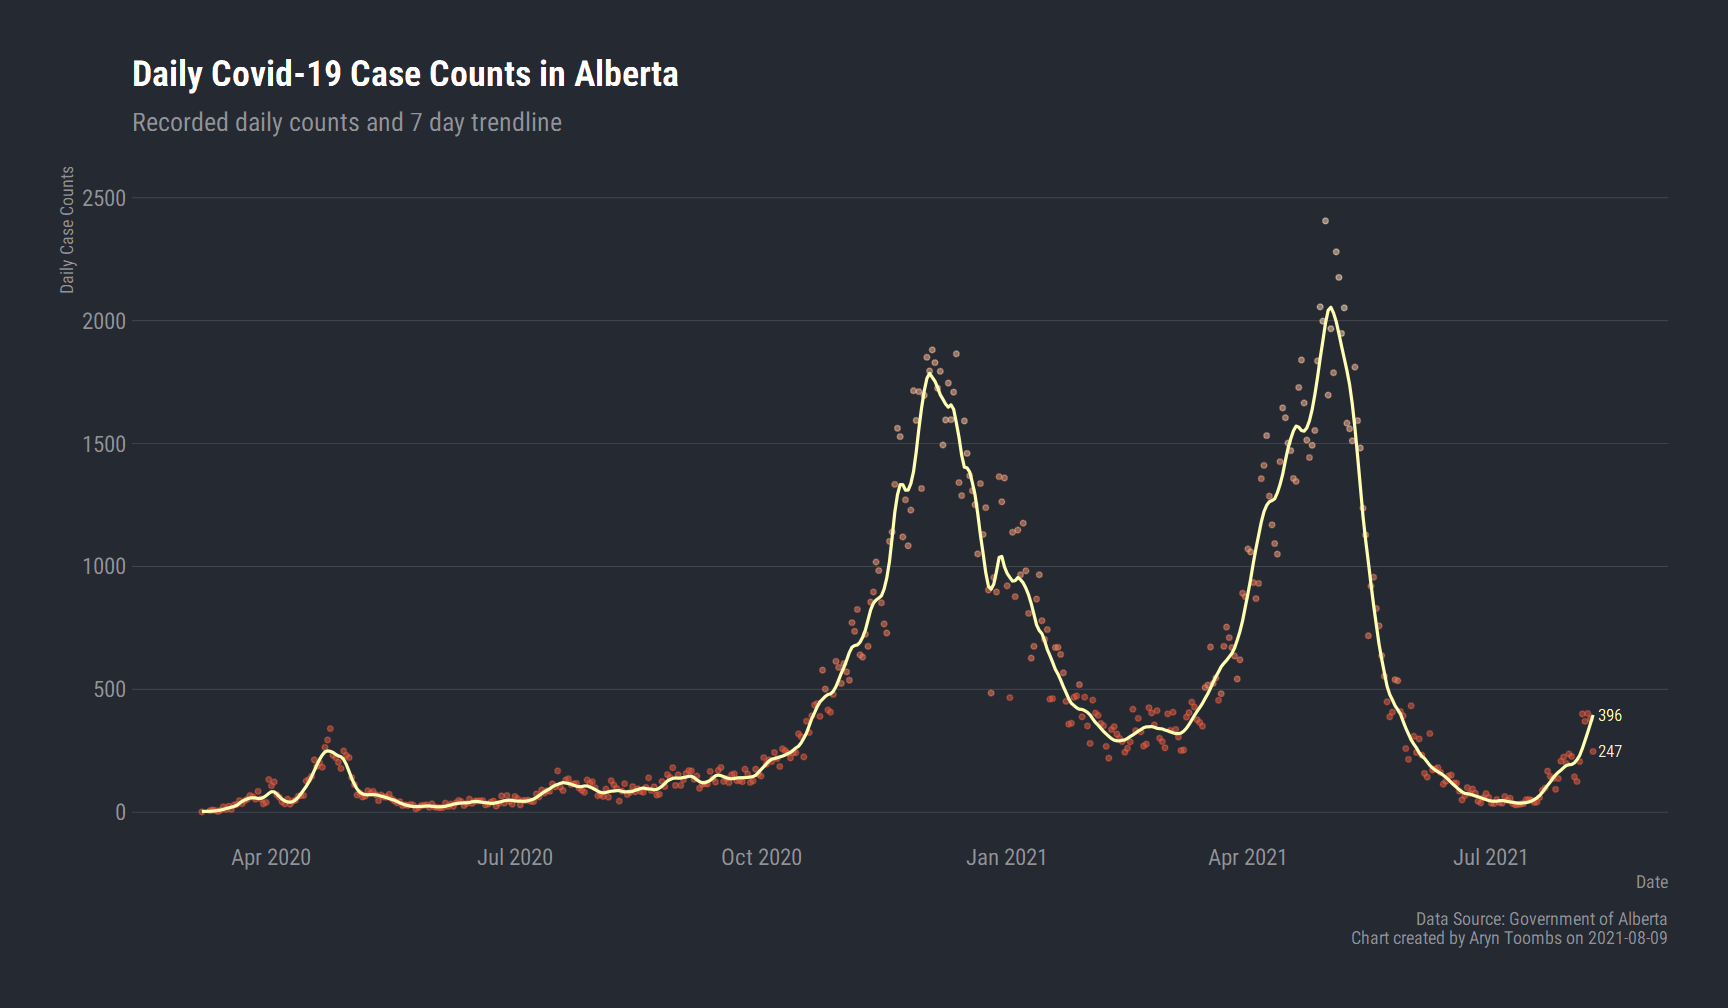 Daily Covid-19 Case Counts in Alberta
Recorded daily counts and 7 day trendline
Daily Case Counts
2500
2000
1500
1000
500
0
396
247
Apr 2020
Jul 2020
Oct 2020
Jan 2021
Apr 2021
Jul 2021
Date
Data Source: Government of Alberta
Chart created by Aryn Toombs on 2021-08-09